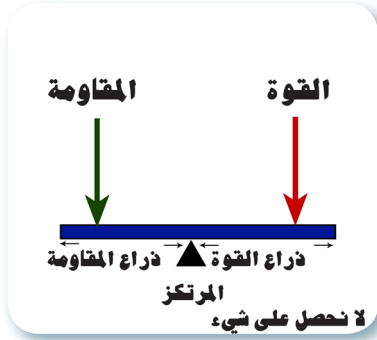 القوة المقاومة
ذراع القوة ذراع المقاومة
المرتكز
لا نحصل على شيء